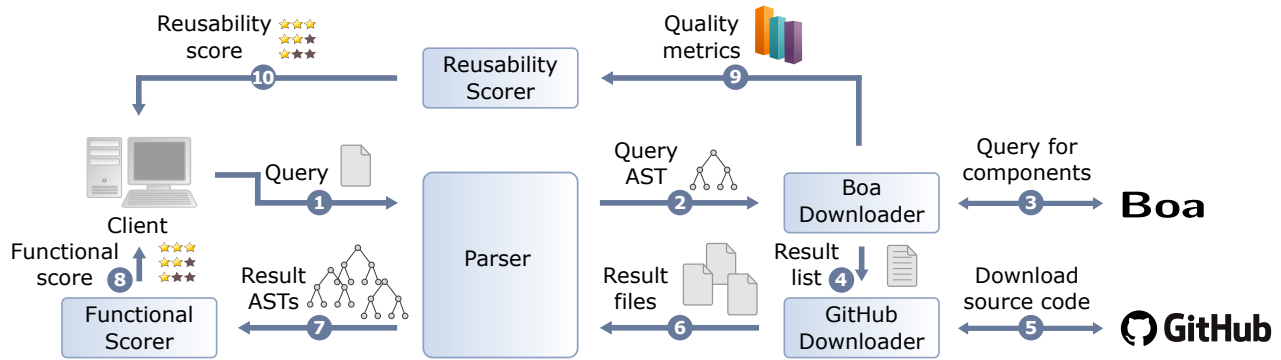 Reusability
score
10
Reusability
Scorer
Quality
metrics
9
Client
Query
1
Parser
Query
AST
2
Boa
Downloader
Query for
components
3
Boa
Result
list
4
GitHub
Downloader
Download
source code
5
GitHub
Result
files
6
Result
ASTs
7
Functional
Scorer
Functional
score
8